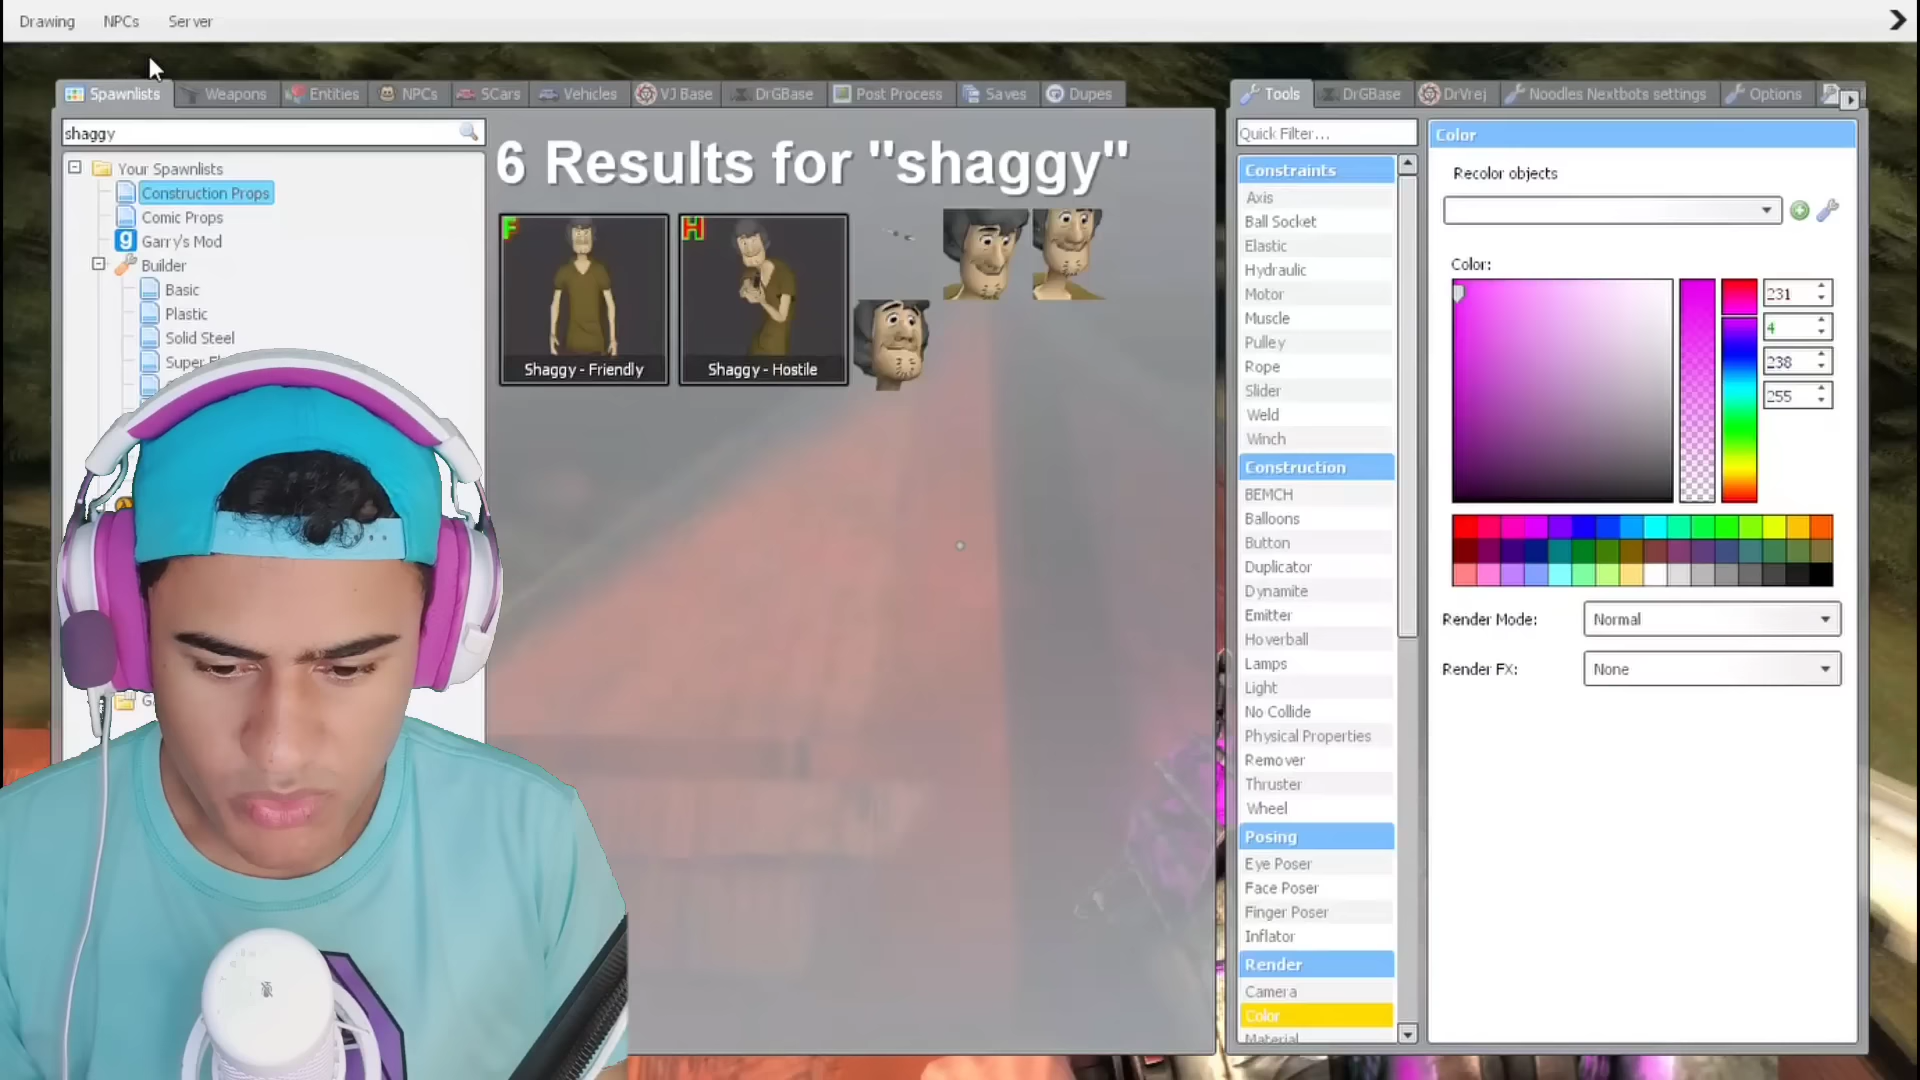 Drawing NPCs Server
Spawnlists Weapons Entities NPCs SCars Vehicles VJ Base DrGBase Post Process Saves Dupes
Tools DrGBase DrVrej Noodles Nextbots settings Options
shaggy
Your Spawnlists
Construction Props
Comic Props
g Garry's Mod
Builder
Basic
Plastic
Solid Steel
Super
6 Results for "shaggy"
F
Shaggy - Friendly
H
Shaggy - Hostile
Quick Filter...
Constraints
Axis
Ball Socket
Elastic
Hydraulic
Motor
Muscle
Pulley
Rope
Slider
Weld
Winch
Construction
BEMCH
Balloons
Button
Duplicator
Dynamite
Emitter
Hoverball
Lamps
Light
No Collide
Physical Properties
Remover
Thruster
Wheel
Posing
Eye Poser
Face Poser
Finger Poser
Inflator
Render
Camera
Color
Material
Color
Recolor objects
Color:
231
4
238
255
Render Mode: Normal
Render FX: None